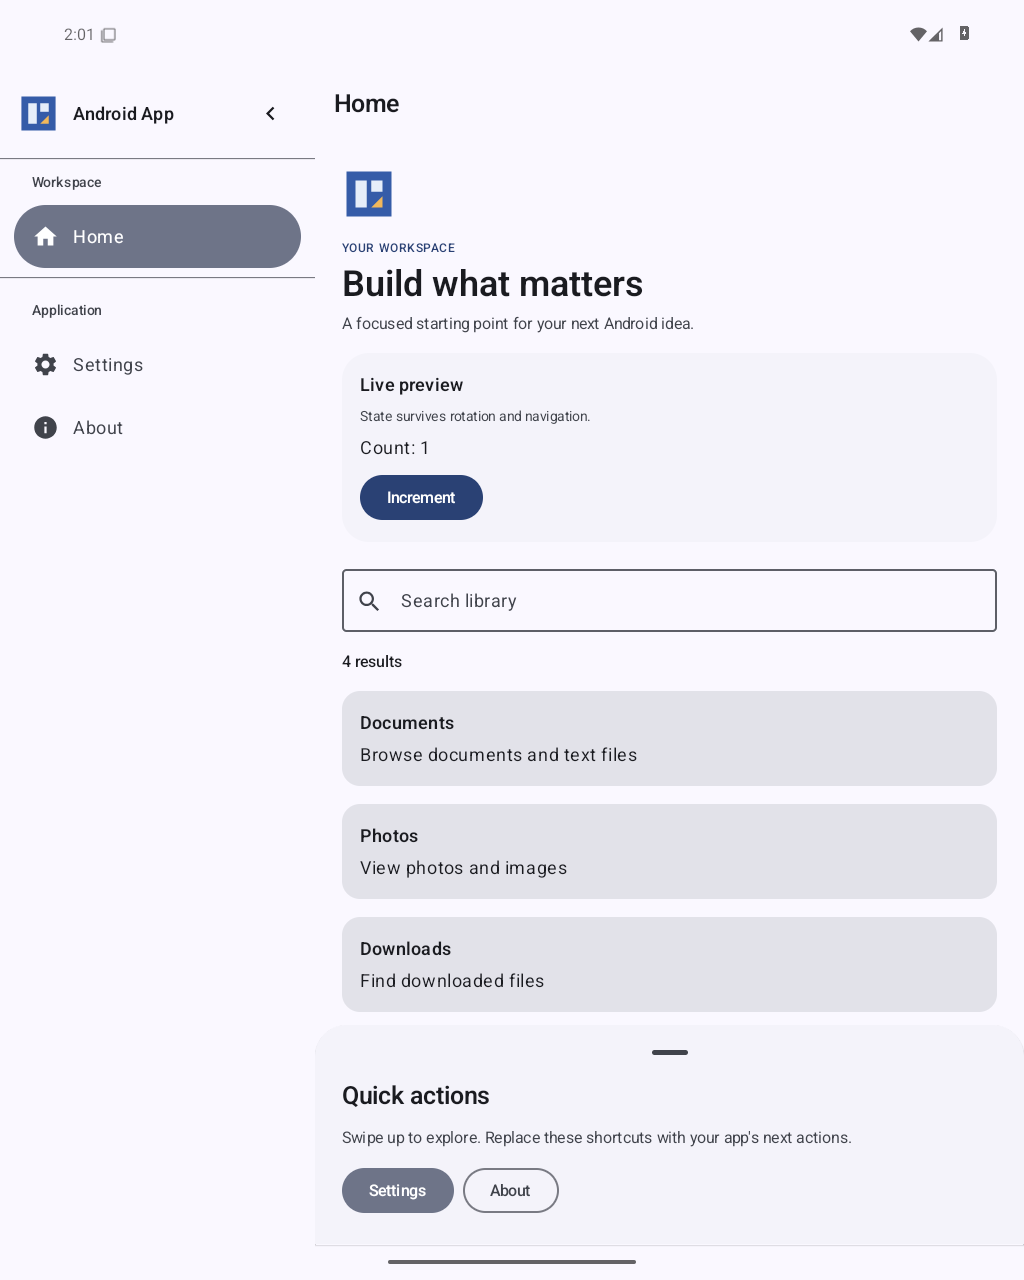 2:01
Android App
Workspace
Home
Application
Settings
About
Home
YOUR WORKSPACE
Build what matters
A focused starting point for your next Android idea.
Live preview
State survives rotation and navigation.
Count: 1
Increment
Search library
4 results
Documents
Browse documents and text files
Photos
View photos and images
Downloads
Find downloaded files
Quick actions
Swipe up to explore. Replace these shortcuts with your app's next actions.
Settings
About